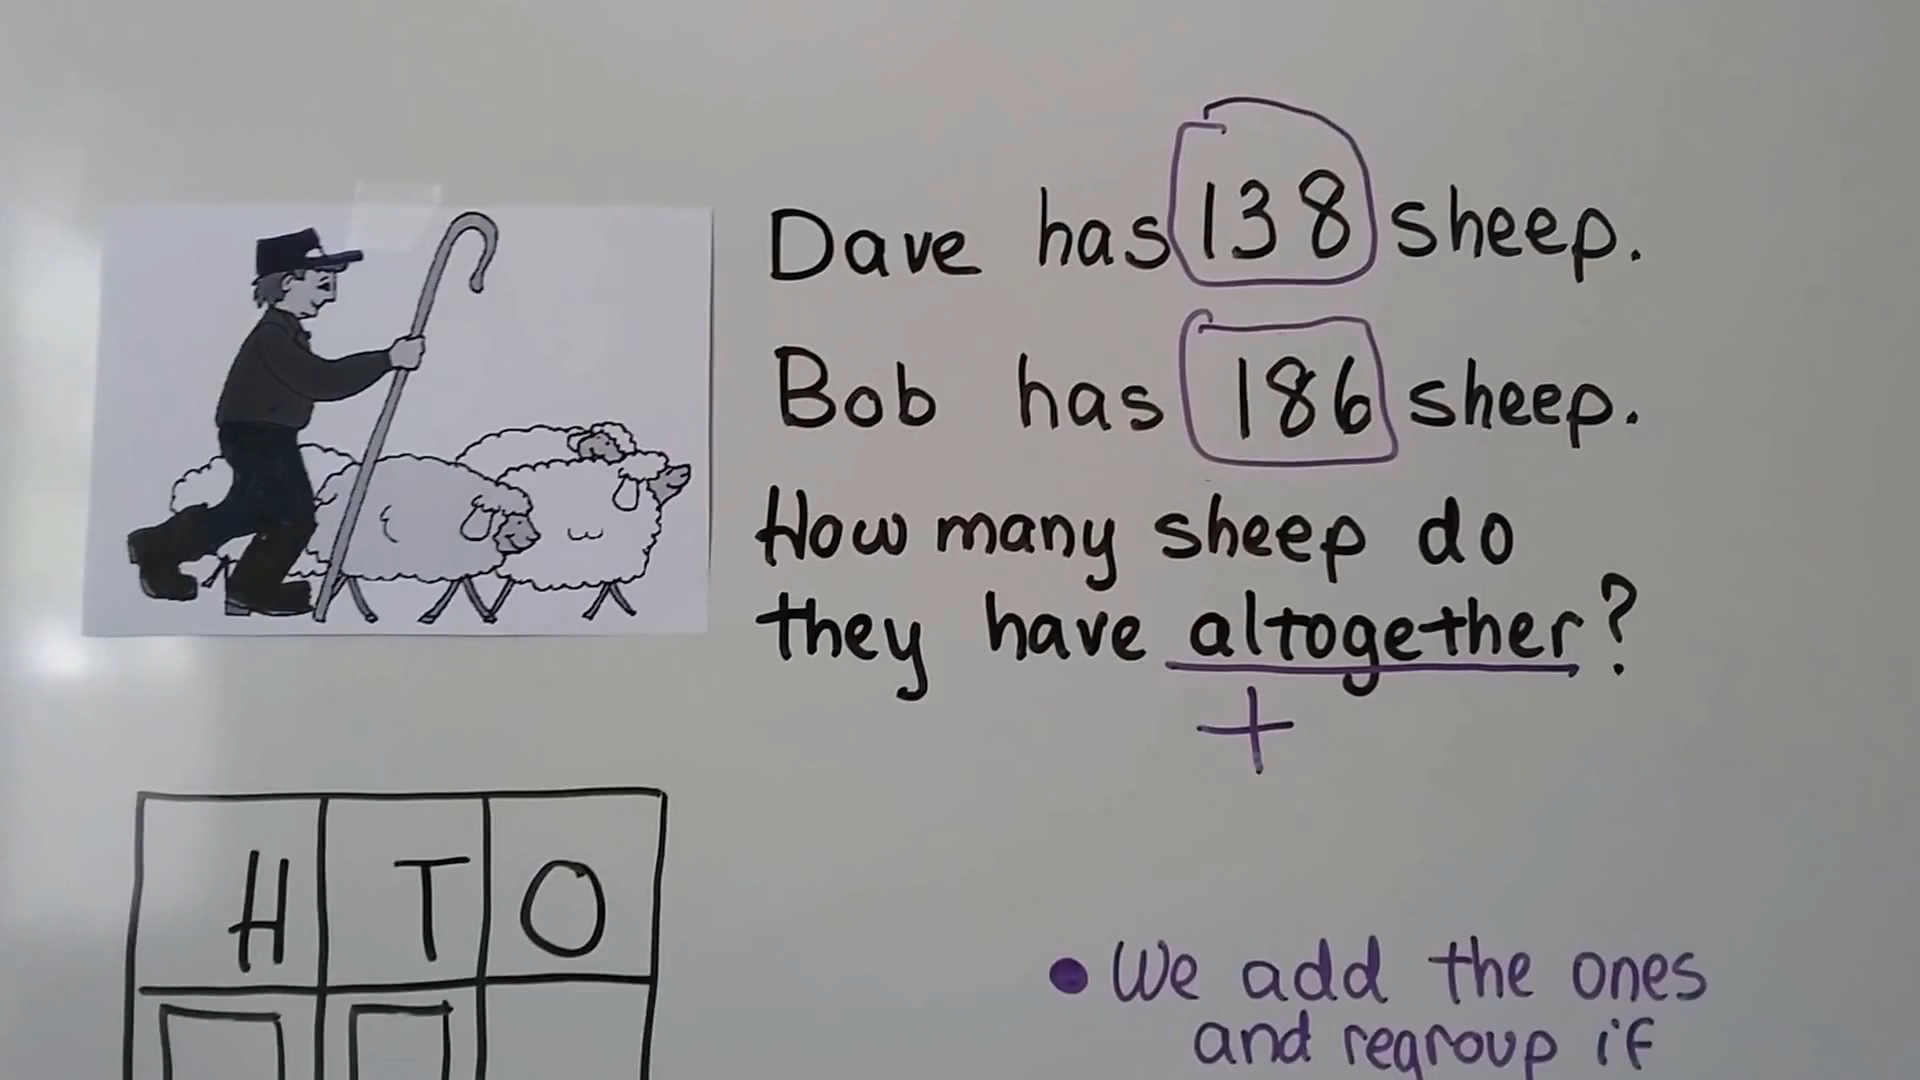 Dave has 138 sheep.
Bob has 186 sheep.
How many sheep do
they have altogether?
+
H T O
• We add the ones
and regroup if